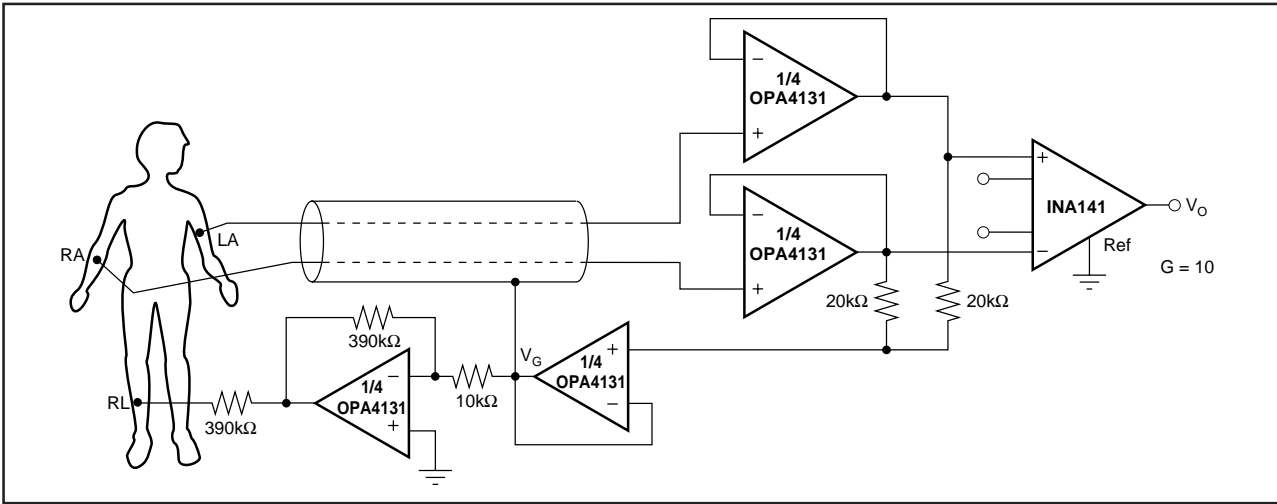 1/4
OPA4131
−
+
1/4
OPA4131
−
+
+
−
INA141
Ref
V_O
G = 10
20kΩ
20kΩ
LA
RA
390kΩ
V_G
10kΩ
1/4
OPA4131
+
−
1/4
OPA4131
−
+
RL
390kΩ